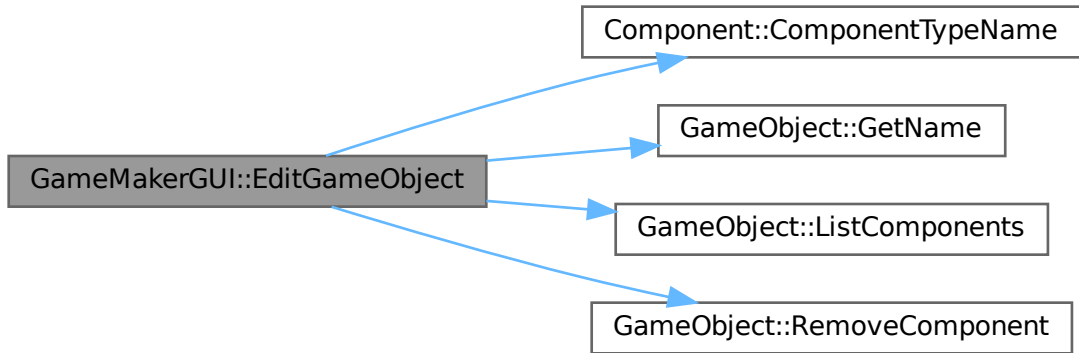 Component::ComponentTypeName
GameObject::GetName
GameMakerGUI::EditGameObject
GameObject::ListComponents
GameObject::RemoveComponent